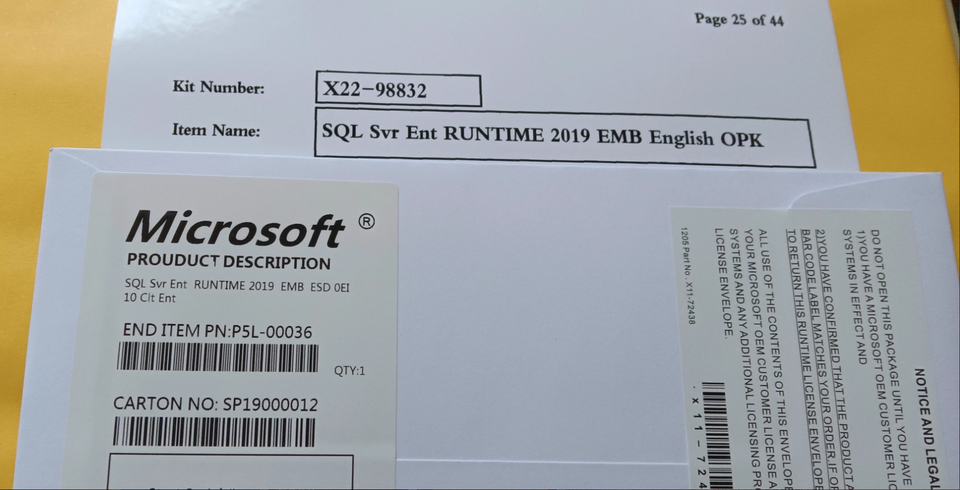 Page 25 of 44
Kit Number: X22-98832
Item Name: SQL Svr Ent RUNTIME 2019 EMB English OPK
Microsoft ®
PRODUCT DESCRIPTION
SQL Svr Ent RUNTIME 2019 EMB ESD 0EI
10 Clt Ent
END ITEM PN:P5L-00036
QTY:1
CARTON NO: SP19000012
NOTICE AND LEGAL
DO NOT OPEN THIS PACKAGE UNTIL YOU HAVE
1)YOU HAVE A MICROSOFT OEM CUSTOMER LIC
SYSTEMS IN EFFECT AND
2)YOU HAVE CONFIRMED THAT THE PRODUCT A
BAR CODE LABEL MATCHES YOUR ORDER. IF
TO RETURN THIS RUNTIME LICENSE ENVELOPE
ALL USE OF THE CONTENTS OF THIS ENVELOPE
YOUR MICROSOFT OEM CUSTOMER LICENSE A
SYSTEMS AND ANY ADDITIONAL LICENSING PR
LICENSE ENVELOPE.
1205 Part No. X11-72438
x 11-724